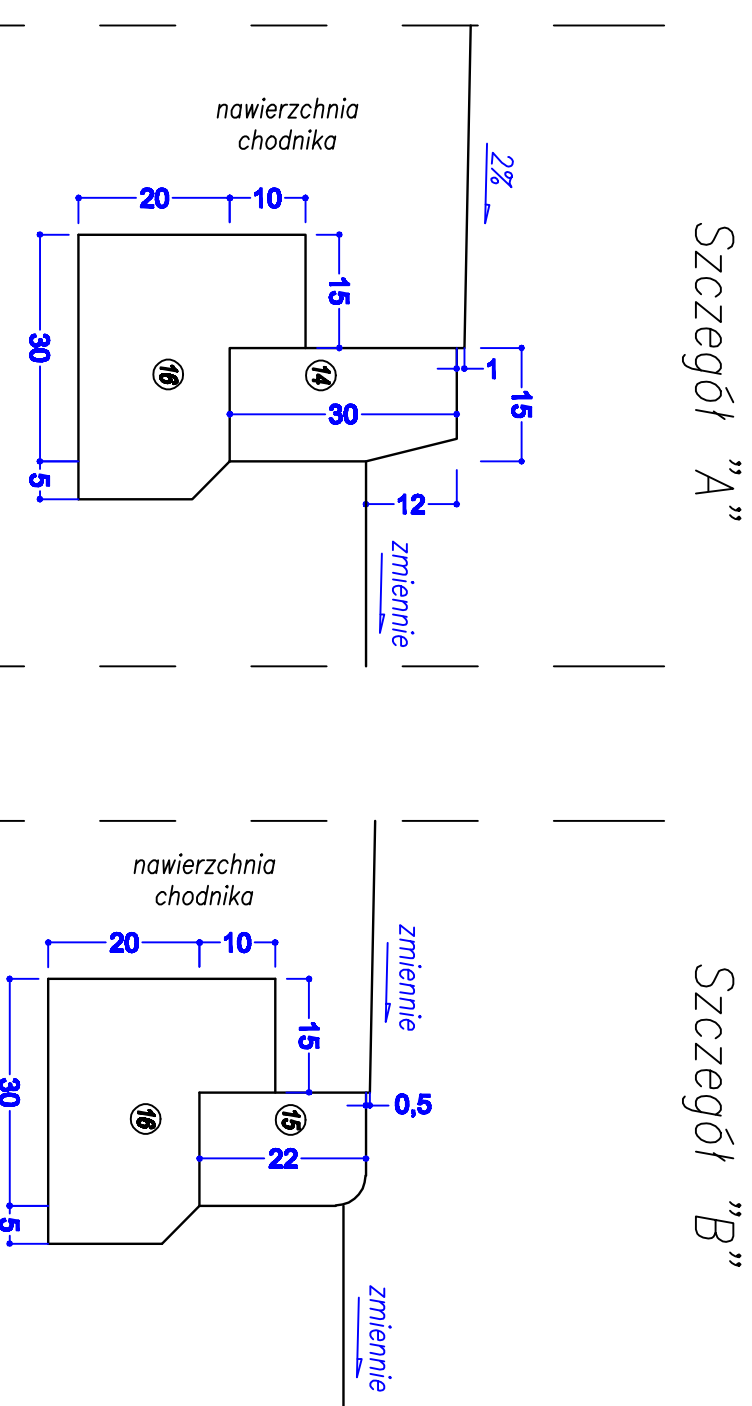 Szczegół "A"
2%
nawierzchnia
chodnika
20
10
15
1
15
14
16
30
30
12
5
zmiennie
Szczegół "B"
zmiennie
nawierzchnia
chodnika
20
10
15
0,5
15
16
22
30
5
zmiennie